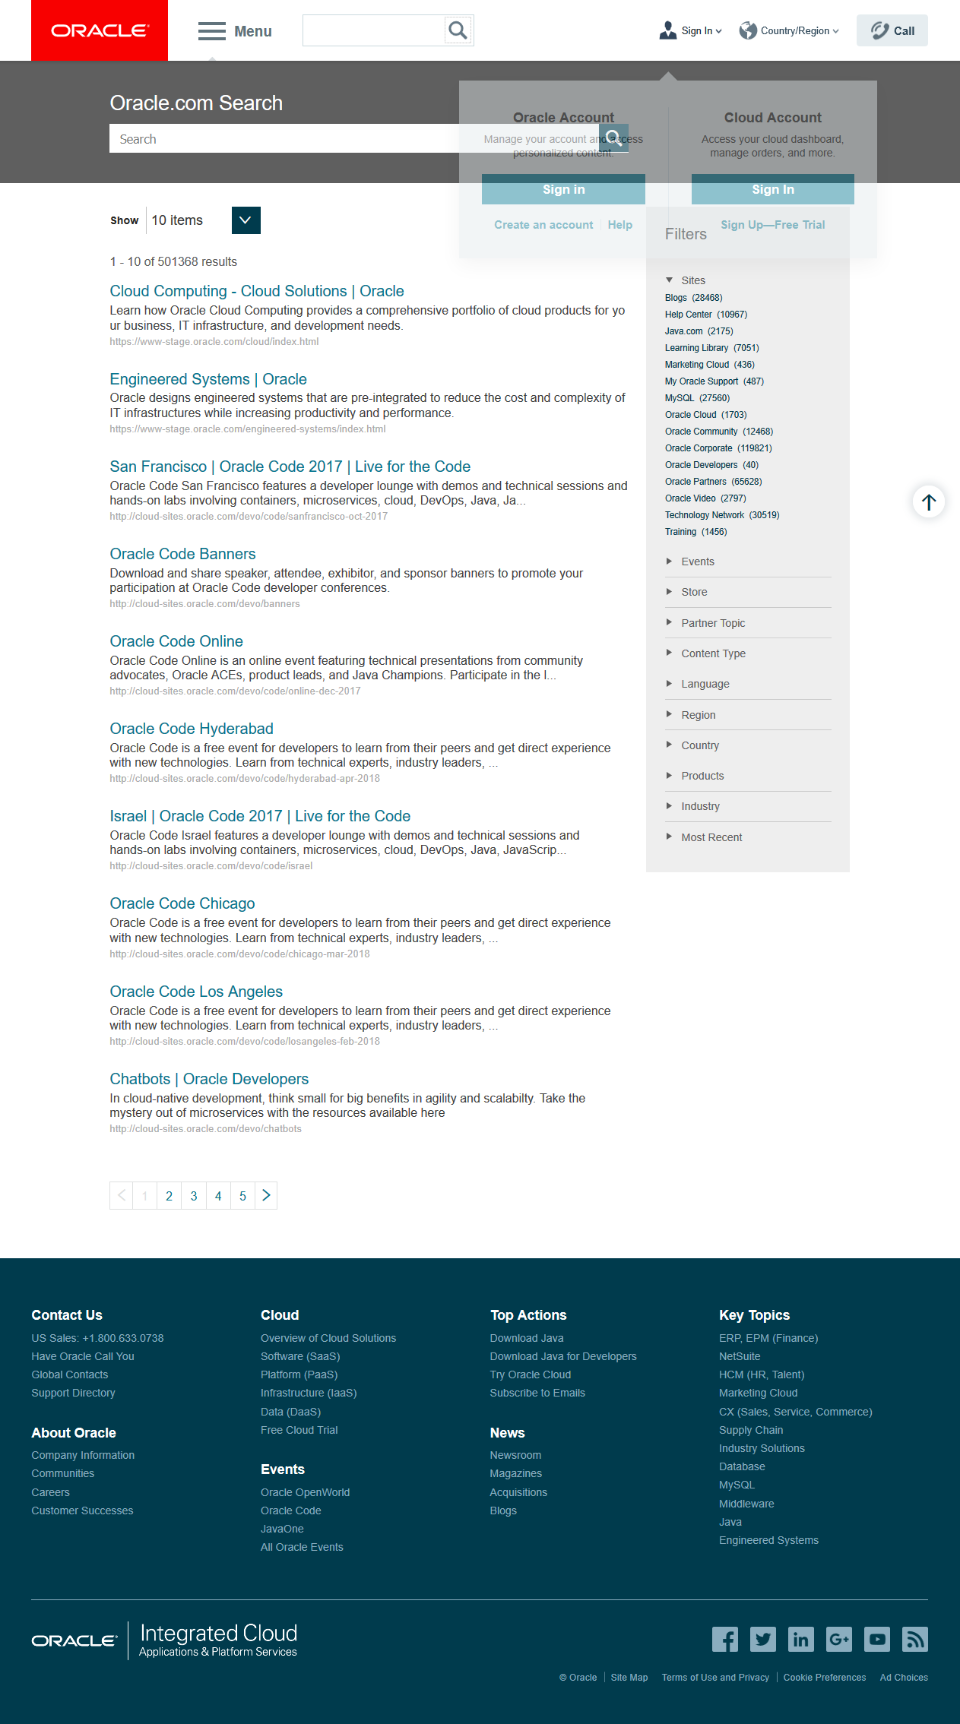 ORACLE
Menu
Sign In
Country/Region
Call
Oracle.com Search
Search
Oracle Account
Manage your account and access
personalized content.
Sign in
Create an account | Help
Cloud Account
Access your cloud dashboard,
manage orders, and more.
Sign In
Sign Up—Free Trial
Show
10 items
1 - 10 of 501368 results
Cloud Computing - Cloud Solutions | Oracle
Learn how Oracle Cloud Computing provides a comprehensive portfolio of cloud products for yo
ur business, IT infrastructure, and development needs.
https://www-stage.oracle.com/cloud/index.html
Engineered Systems | Oracle
Oracle designs engineered systems that are pre-integrated to reduce the cost and complexity of
IT infrastructures while increasing productivity and performance.
https://www-stage.oracle.com/engineered-systems/index.html
San Francisco | Oracle Code 2017 | Live for the Code
Oracle Code San Francisco features a developer lounge with demos and technical sessions and
hands-on labs involving containers, microservices, cloud, DevOps, Java, Ja...
http://cloud-sites.oracle.com/devo/code/sanfrancisco-oct-2017
Oracle Code Banners
Download and share speaker, attendee, exhibitor, and sponsor banners to promote your
participation at Oracle Code developer conferences.
http://cloud-sites.oracle.com/devo/banners
Oracle Code Online
Oracle Code Online is an online event featuring technical presentations from community
advocates, Oracle ACEs, product leads, and Java Champions. Participate in the I...
http://cloud-sites.oracle.com/devo/code/online-dec-2017
Oracle Code Hyderabad
Oracle Code is a free event for developers to learn from their peers and get direct experience
with new technologies. Learn from technical experts, industry leaders, ...
http://cloud-sites.oracle.com/devo/code/hyderabad-apr-2018
Israel | Oracle Code 2017 | Live for the Code
Oracle Code Israel features a developer lounge with demos and technical sessions and
hands-on labs involving containers, microservices, cloud, DevOps, Java, JavaScrip...
http://cloud-sites.oracle.com/devo/code/israel
Oracle Code Chicago
Oracle Code is a free event for developers to learn from their peers and get direct experience
with new technologies. Learn from technical experts, industry leaders, ...
http://cloud-sites.oracle.com/devo/code/chicago-mar-2018
Oracle Code Los Angeles
Oracle Code is a free event for developers to learn from their peers and get direct experience
with new technologies. Learn from technical experts, industry leaders, ...
http://cloud-sites.oracle.com/devo/code/losangeles-feb-2018
Chatbots | Oracle Developers
In cloud-native development, think small for big benefits in agility and scalabilty. Take the
mystery out of microservices with the resources available here
http://cloud-sites.oracle.com/devo/chatbots
1 2 3 4 5
Filters
Sites
Blogs (28468)
Help Center (10967)
Java.com (2175)
Learning Library (7051)
Marketing Cloud (436)
My Oracle Support (487)
MySQL (27560)
Oracle Cloud (1703)
Oracle Community (12468)
Oracle Corporate (119821)
Oracle Developers (40)
Oracle Partners (65628)
Oracle Video (2797)
Technology Network (30519)
Training (1456)
Events
Store
Partner Topic
Content Type
Language
Region
Country
Products
Industry
Most Recent
Contact Us
US Sales: +1.800.633.0738
Have Oracle Call You
Global Contacts
Support Directory
About Oracle
Company Information
Communities
Careers
Customer Successes
Cloud
Overview of Cloud Solutions
Software (SaaS)
Platform (PaaS)
Infrastructure (IaaS)
Data (DaaS)
Free Cloud Trial
Events
Oracle OpenWorld
Oracle Code
JavaOne
All Oracle Events
Top Actions
Download Java
Download Java for Developers
Try Oracle Cloud
Subscribe to Emails
News
Newsroom
Magazines
Acquisitions
Blogs
Key Topics
ERP, EPM (Finance)
NetSuite
HCM (HR, Talent)
Marketing Cloud
CX (Sales, Service, Commerce)
Supply Chain
Industry Solutions
Database
MySQL
Middleware
Java
Engineered Systems
ORACLE
Integrated Cloud
Applications & Platform Services
© Oracle | Site Map Terms of Use and Privacy | Cookie Preferences Ad Choices